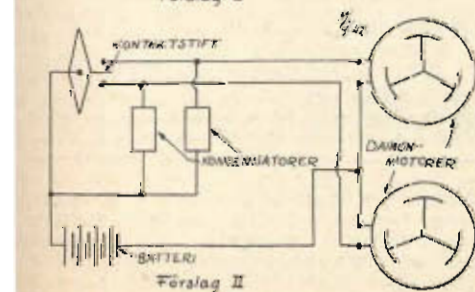 KONTAKTSTIFT
KONDENSATORER
DAIMON-
MOTORER
BATTERI
Förslag II